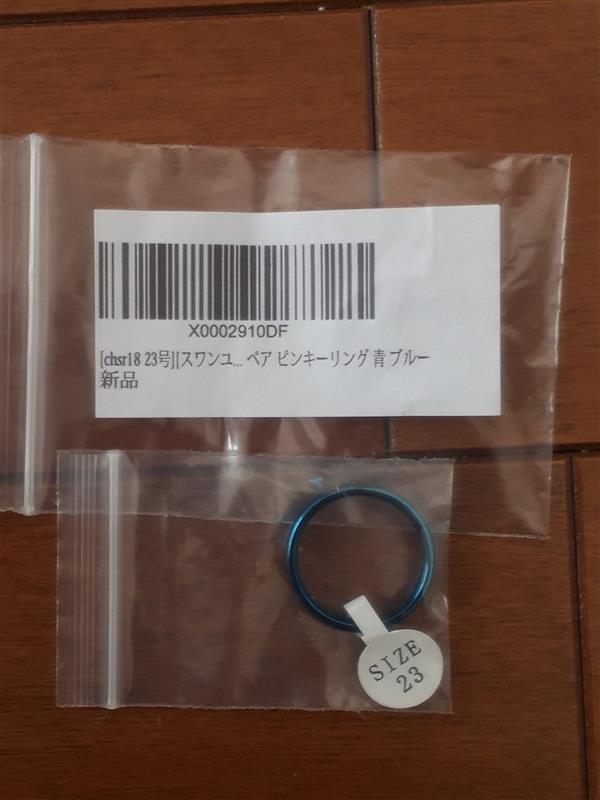 X0002910DF
[chsr18 23号][スワンユ... ペア ピンキーリング 青 ブルー
新品
SIZE
23